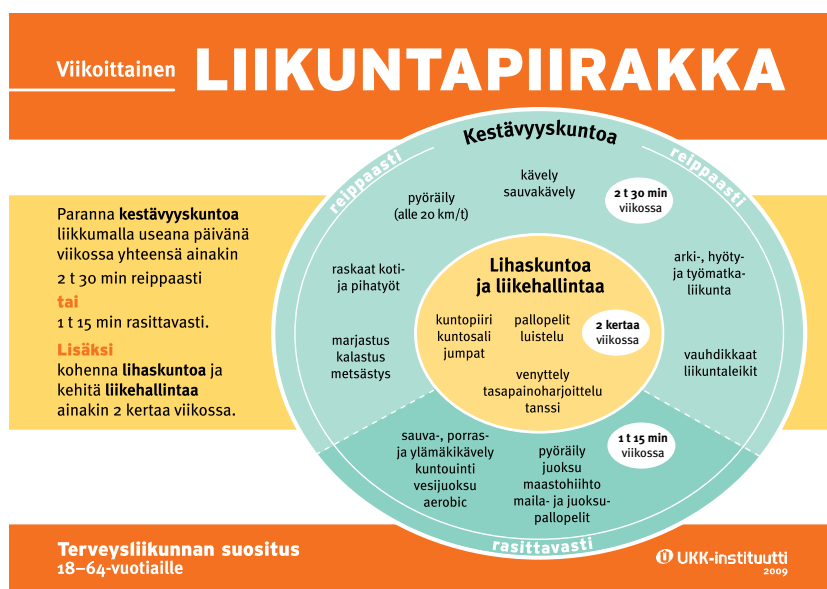 Viikoittainen LIIKUNTAPIIRAKKA
Paranna kestävyyskuntoa
liikkumalla useana päivänä
viikossa yhteensä ainakin
2 t 30 min reippaasti
tai
1 t 15 min rasittavasti.
Lisäksi
kohenna lihaskuntoa ja
kehitä liikehallintaa
ainakin 2 kertaa viikossa.
Kestävyyskuntoa
reippaasti
reippaasti
kävely
sauvakävely
2 t 30 min
viikossa
pyöräily
(alle 20 km/t)
arki-, hyöty-
ja työmatka-
liikunta
raskaat koti-
ja pihatyöt
marjastus
kalastus
metsästys
vauhdikkaat
liikuntaleikit
Lihaskuntoa
ja liikehallintaa
kuntopiiri
kuntosali
jumpat
pallopelit
luistelu
2 kertaa
viikossa
venyttely
tasapainoharjoittelu
tanssi
sauva-, porras-
ja ylämäkikävely
kuntouinti
vesijuoksu
aerobic
pyöräily
juoksu
maastohiihto
maila- ja juoksu-
pallopelit
1 t 15 min
viikossa
rasittavasti
Terveysliikunnan suositus
18–64-vuotiaille
UKK-instituutti
2009